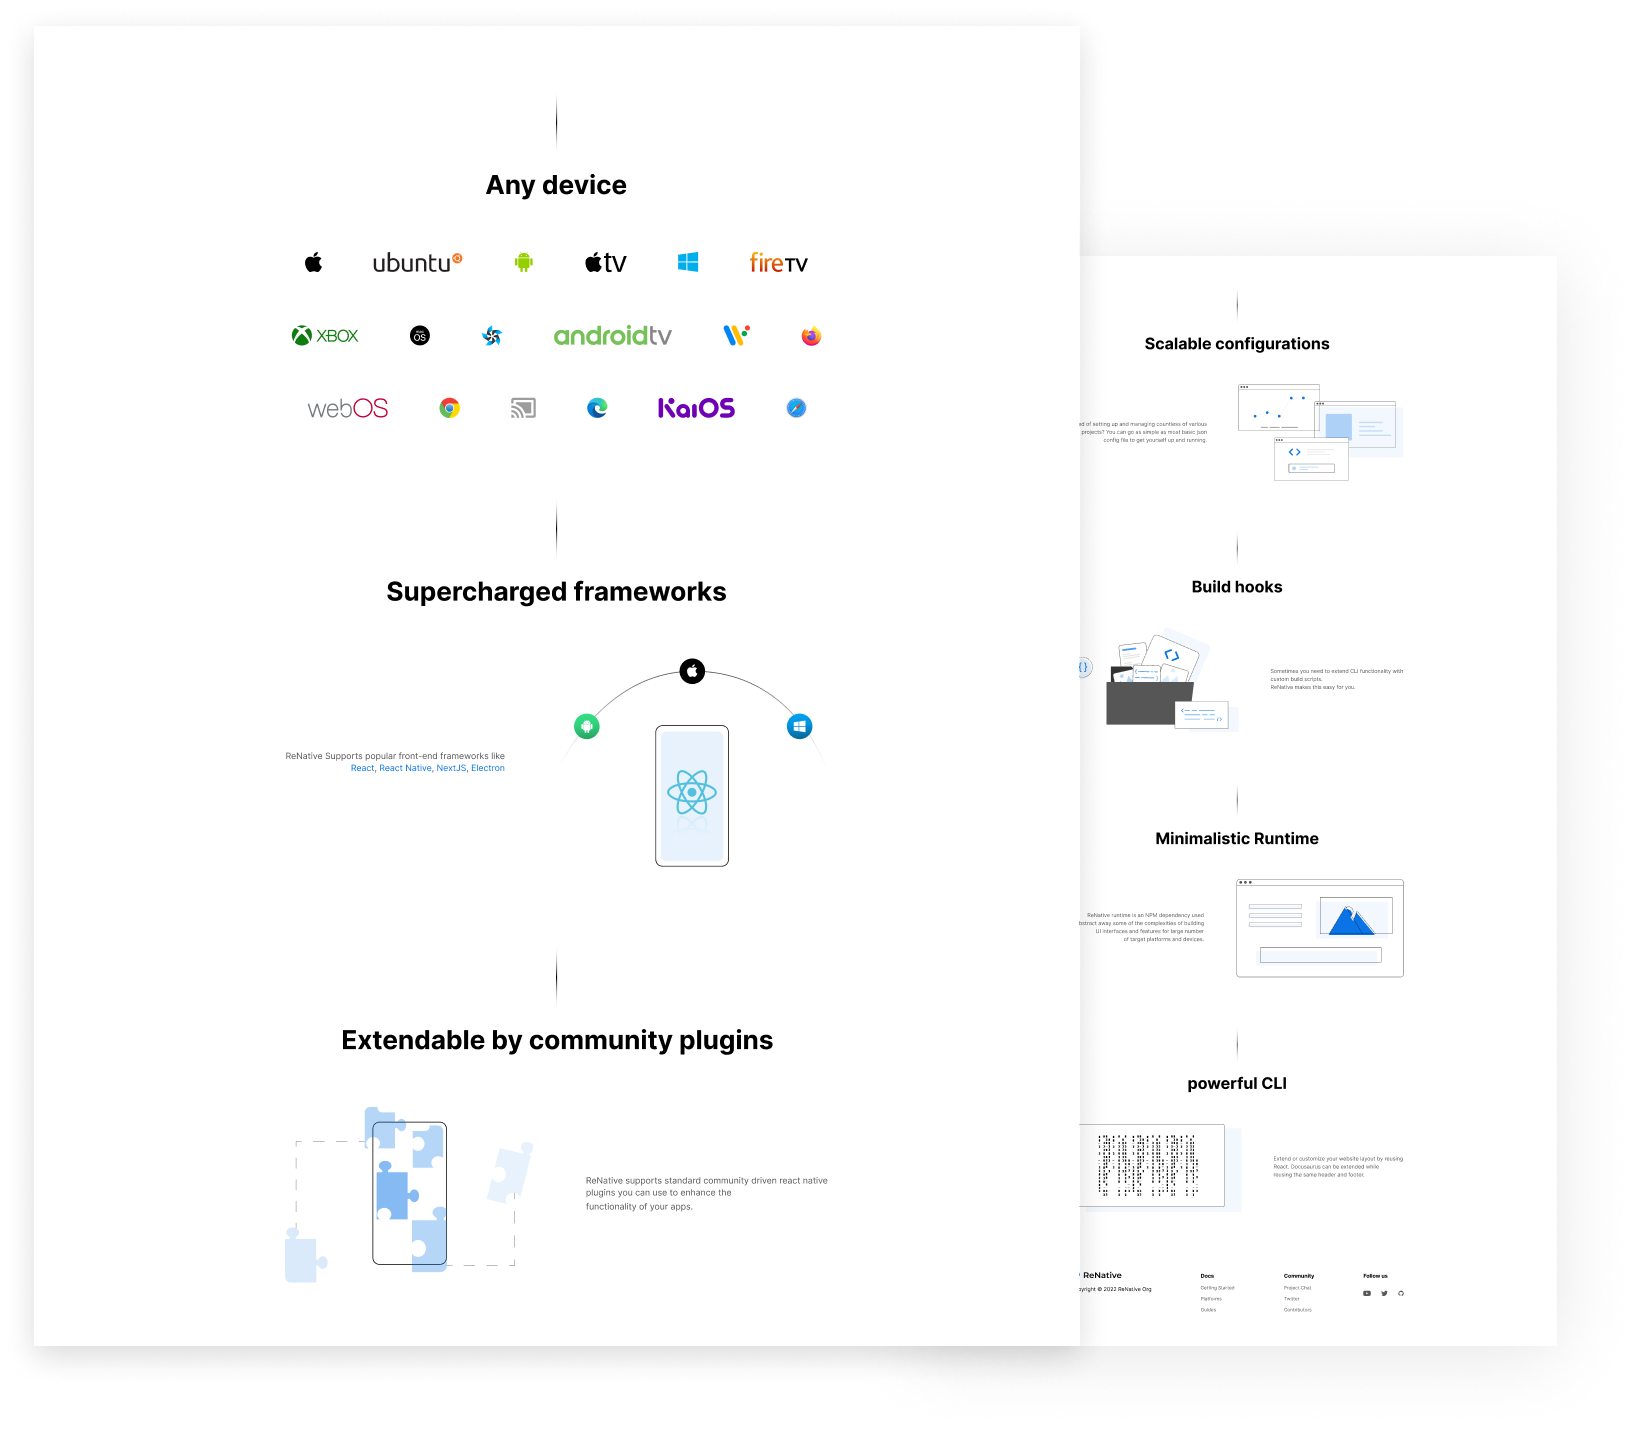 Any device
ubuntu
tv
fireTV
XBOX
OS
androidtv
webOS
KaiOS
Supercharged frameworks
ReNative Supports popular front-end frameworks like
React, React Native, NextJS, Electron
Extendable by community plugins
ReNative supports standard community driven react native
plugins you can use to enhance the
functionality of your apps.
Scalable configurations
of setting up and managing countless of various
projects? You can go as simple as most basic json
config file to get yourself up and running.
Build hooks
Sometimes you need to extend CLI functionality with
custom build scripts.
ReNative makes this easy for you.
Minimalistic Runtime
ReNative runtime is an NPM dependency used
away some of the complexities of building
UI interfaces and features for large number
of target platforms and devices.
powerful CLI
Extend or customize your website layout by reusing
React. Docusaurus can be extended while
reusing the same header and footer.
ReNative
pyright © 2022 ReNative Org
Docs
Getting Started
Platforms
Guides
Community
Project Chat
Twitter
Contributors
Follow us